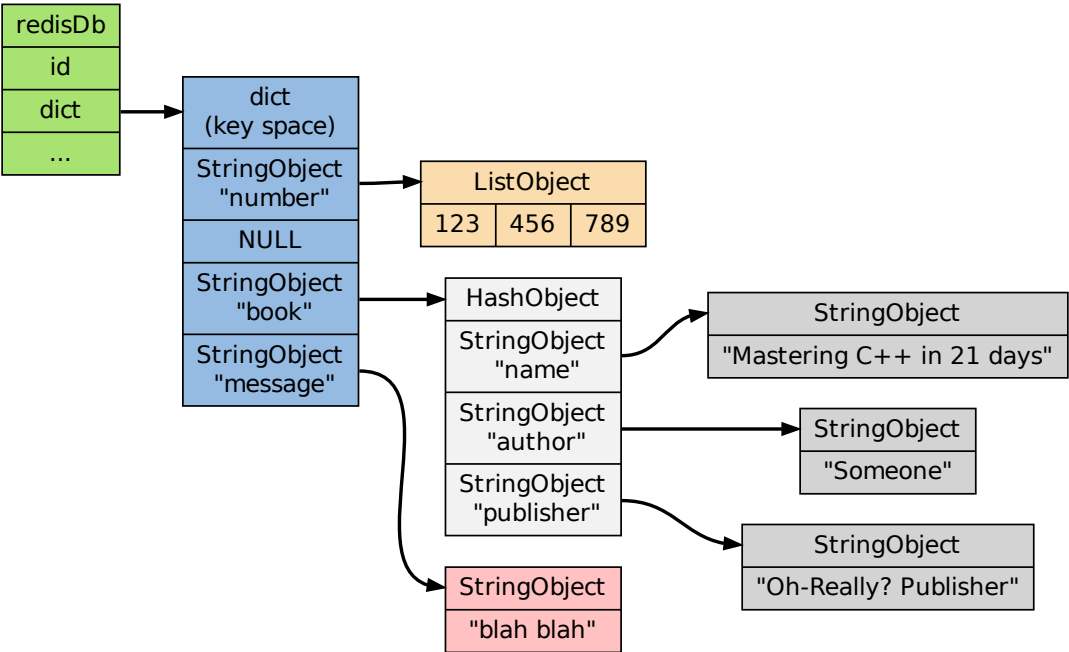 redisDb
id
dict
...
dict
(key space)
StringObject
"number"
NULL
StringObject
"book"
StringObject
"message"
ListObject
123 456 789
HashObject
StringObject
"name"
StringObject
"author"
StringObject
"publisher"
StringObject
"Mastering C++ in 21 days"
StringObject
"Someone"
StringObject
"Oh-Really? Publisher"
StringObject
"blah blah"